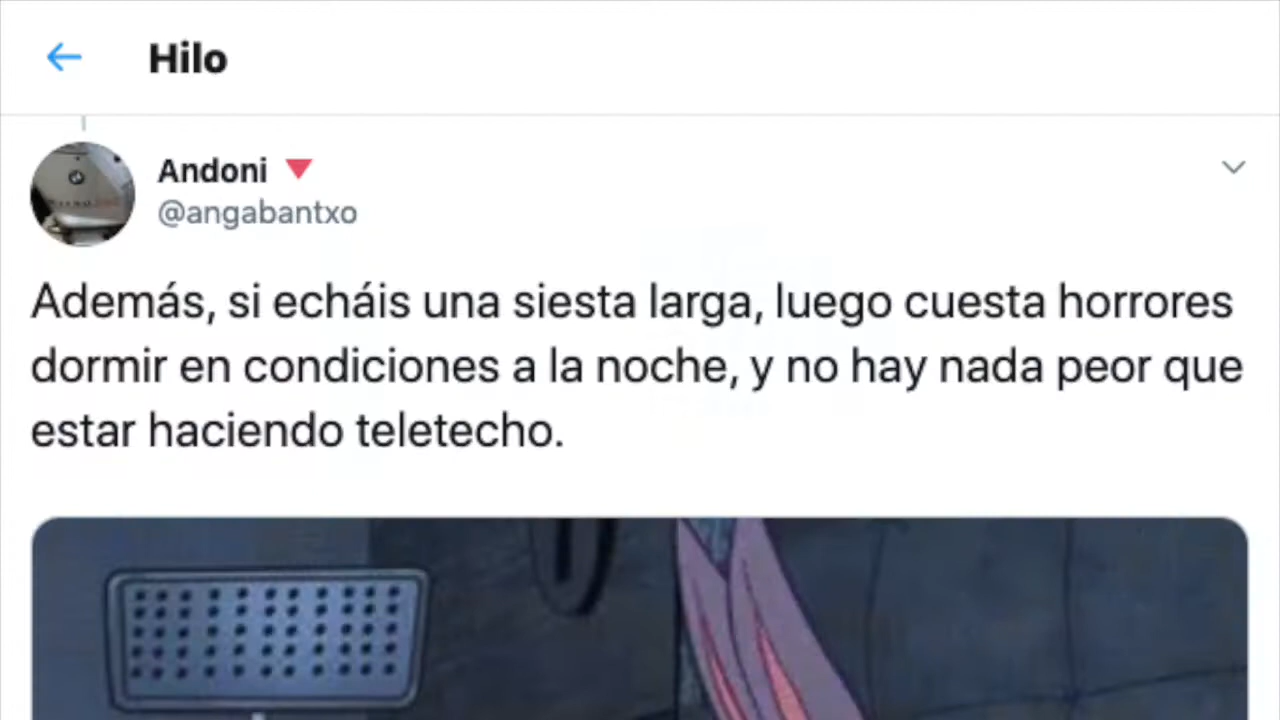 Hilo
Andoni
@angabantxo
Además, si echáis una siesta larga, luego cuesta horrores
dormir en condiciones a la noche, y no hay nada peor que
estar haciendo teletecho.